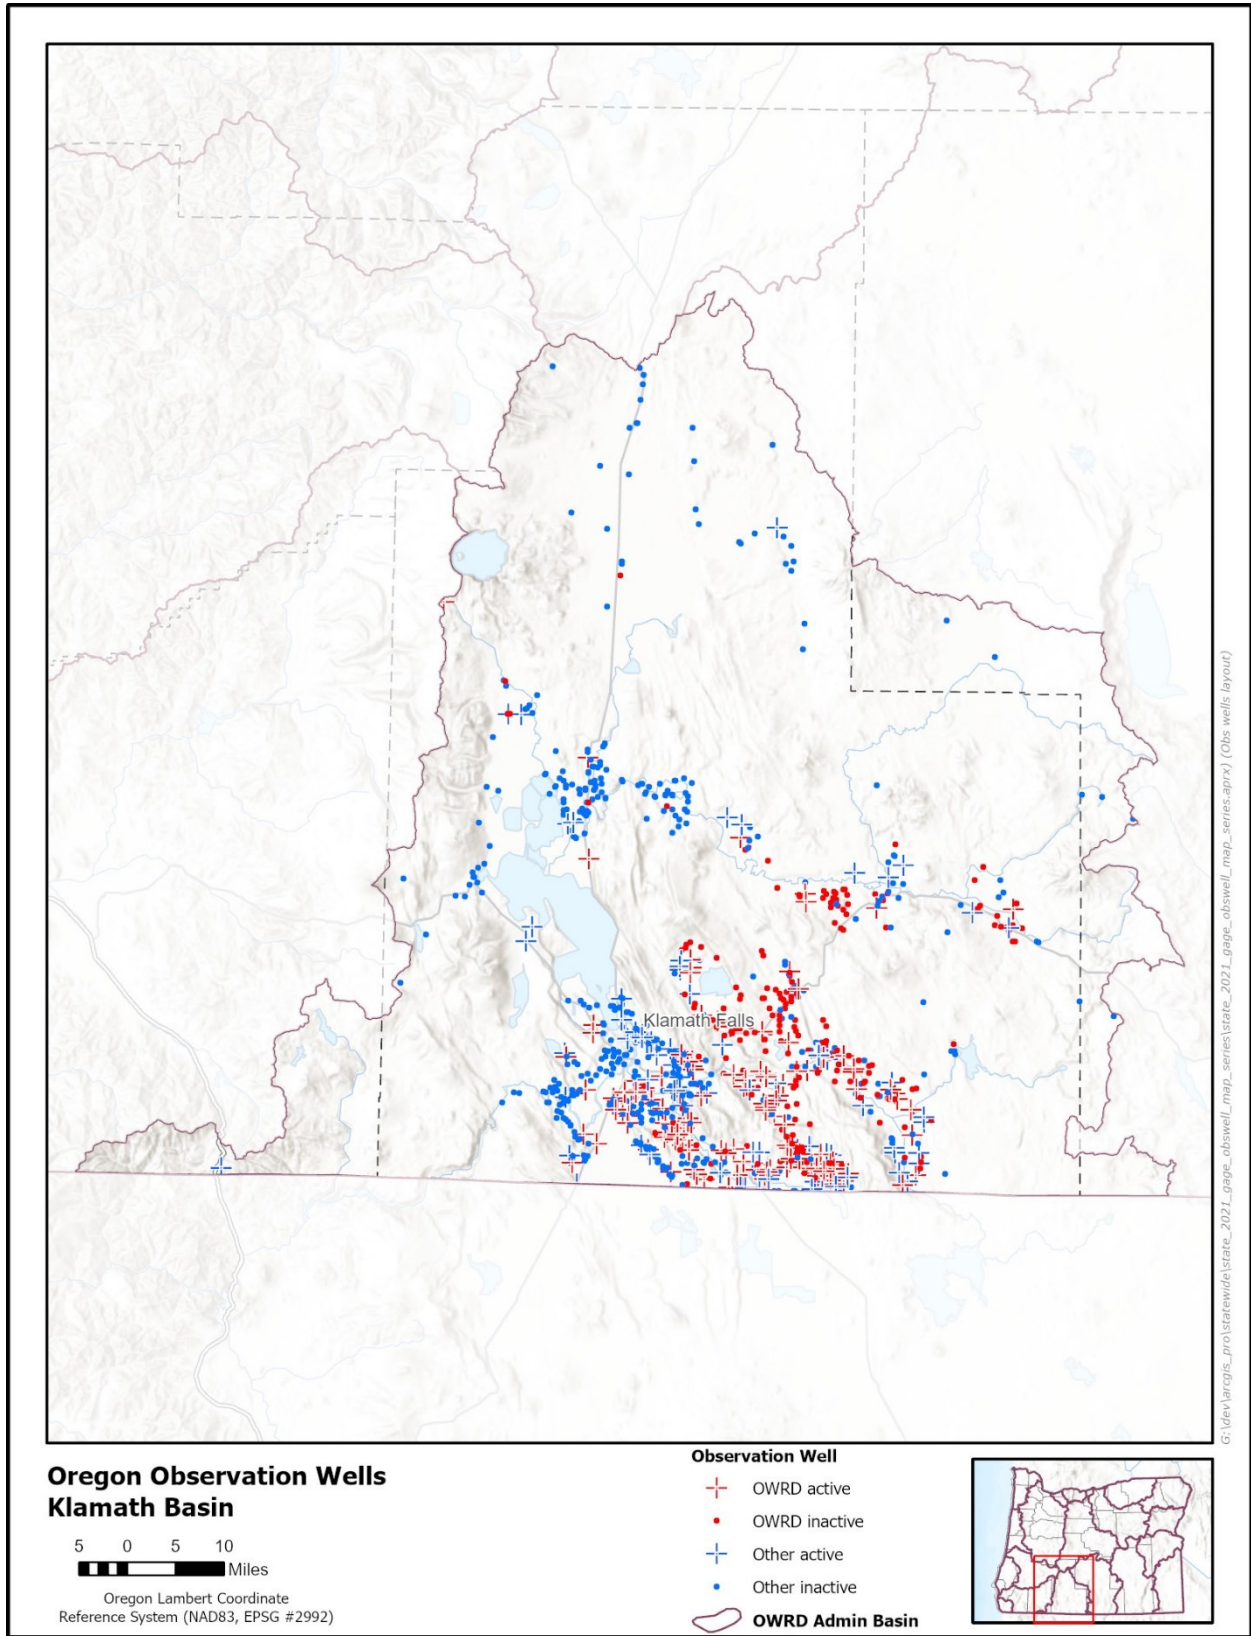 Klamath Falls
G:\dev\arcgis_pro\statewide\state_2021_gage_obswell_map_series\state_2021_gage_obswell_map_series.aprx) (Obs wells layout)
Oregon Observation Wells
Klamath Basin
5 0 5 10
Miles
Oregon Lambert Coordinate
Reference System (NAD83, EPSG #2992)
Observation Well
OWRD active
OWRD inactive
Other active
Other inactive
OWRD Admin Basin